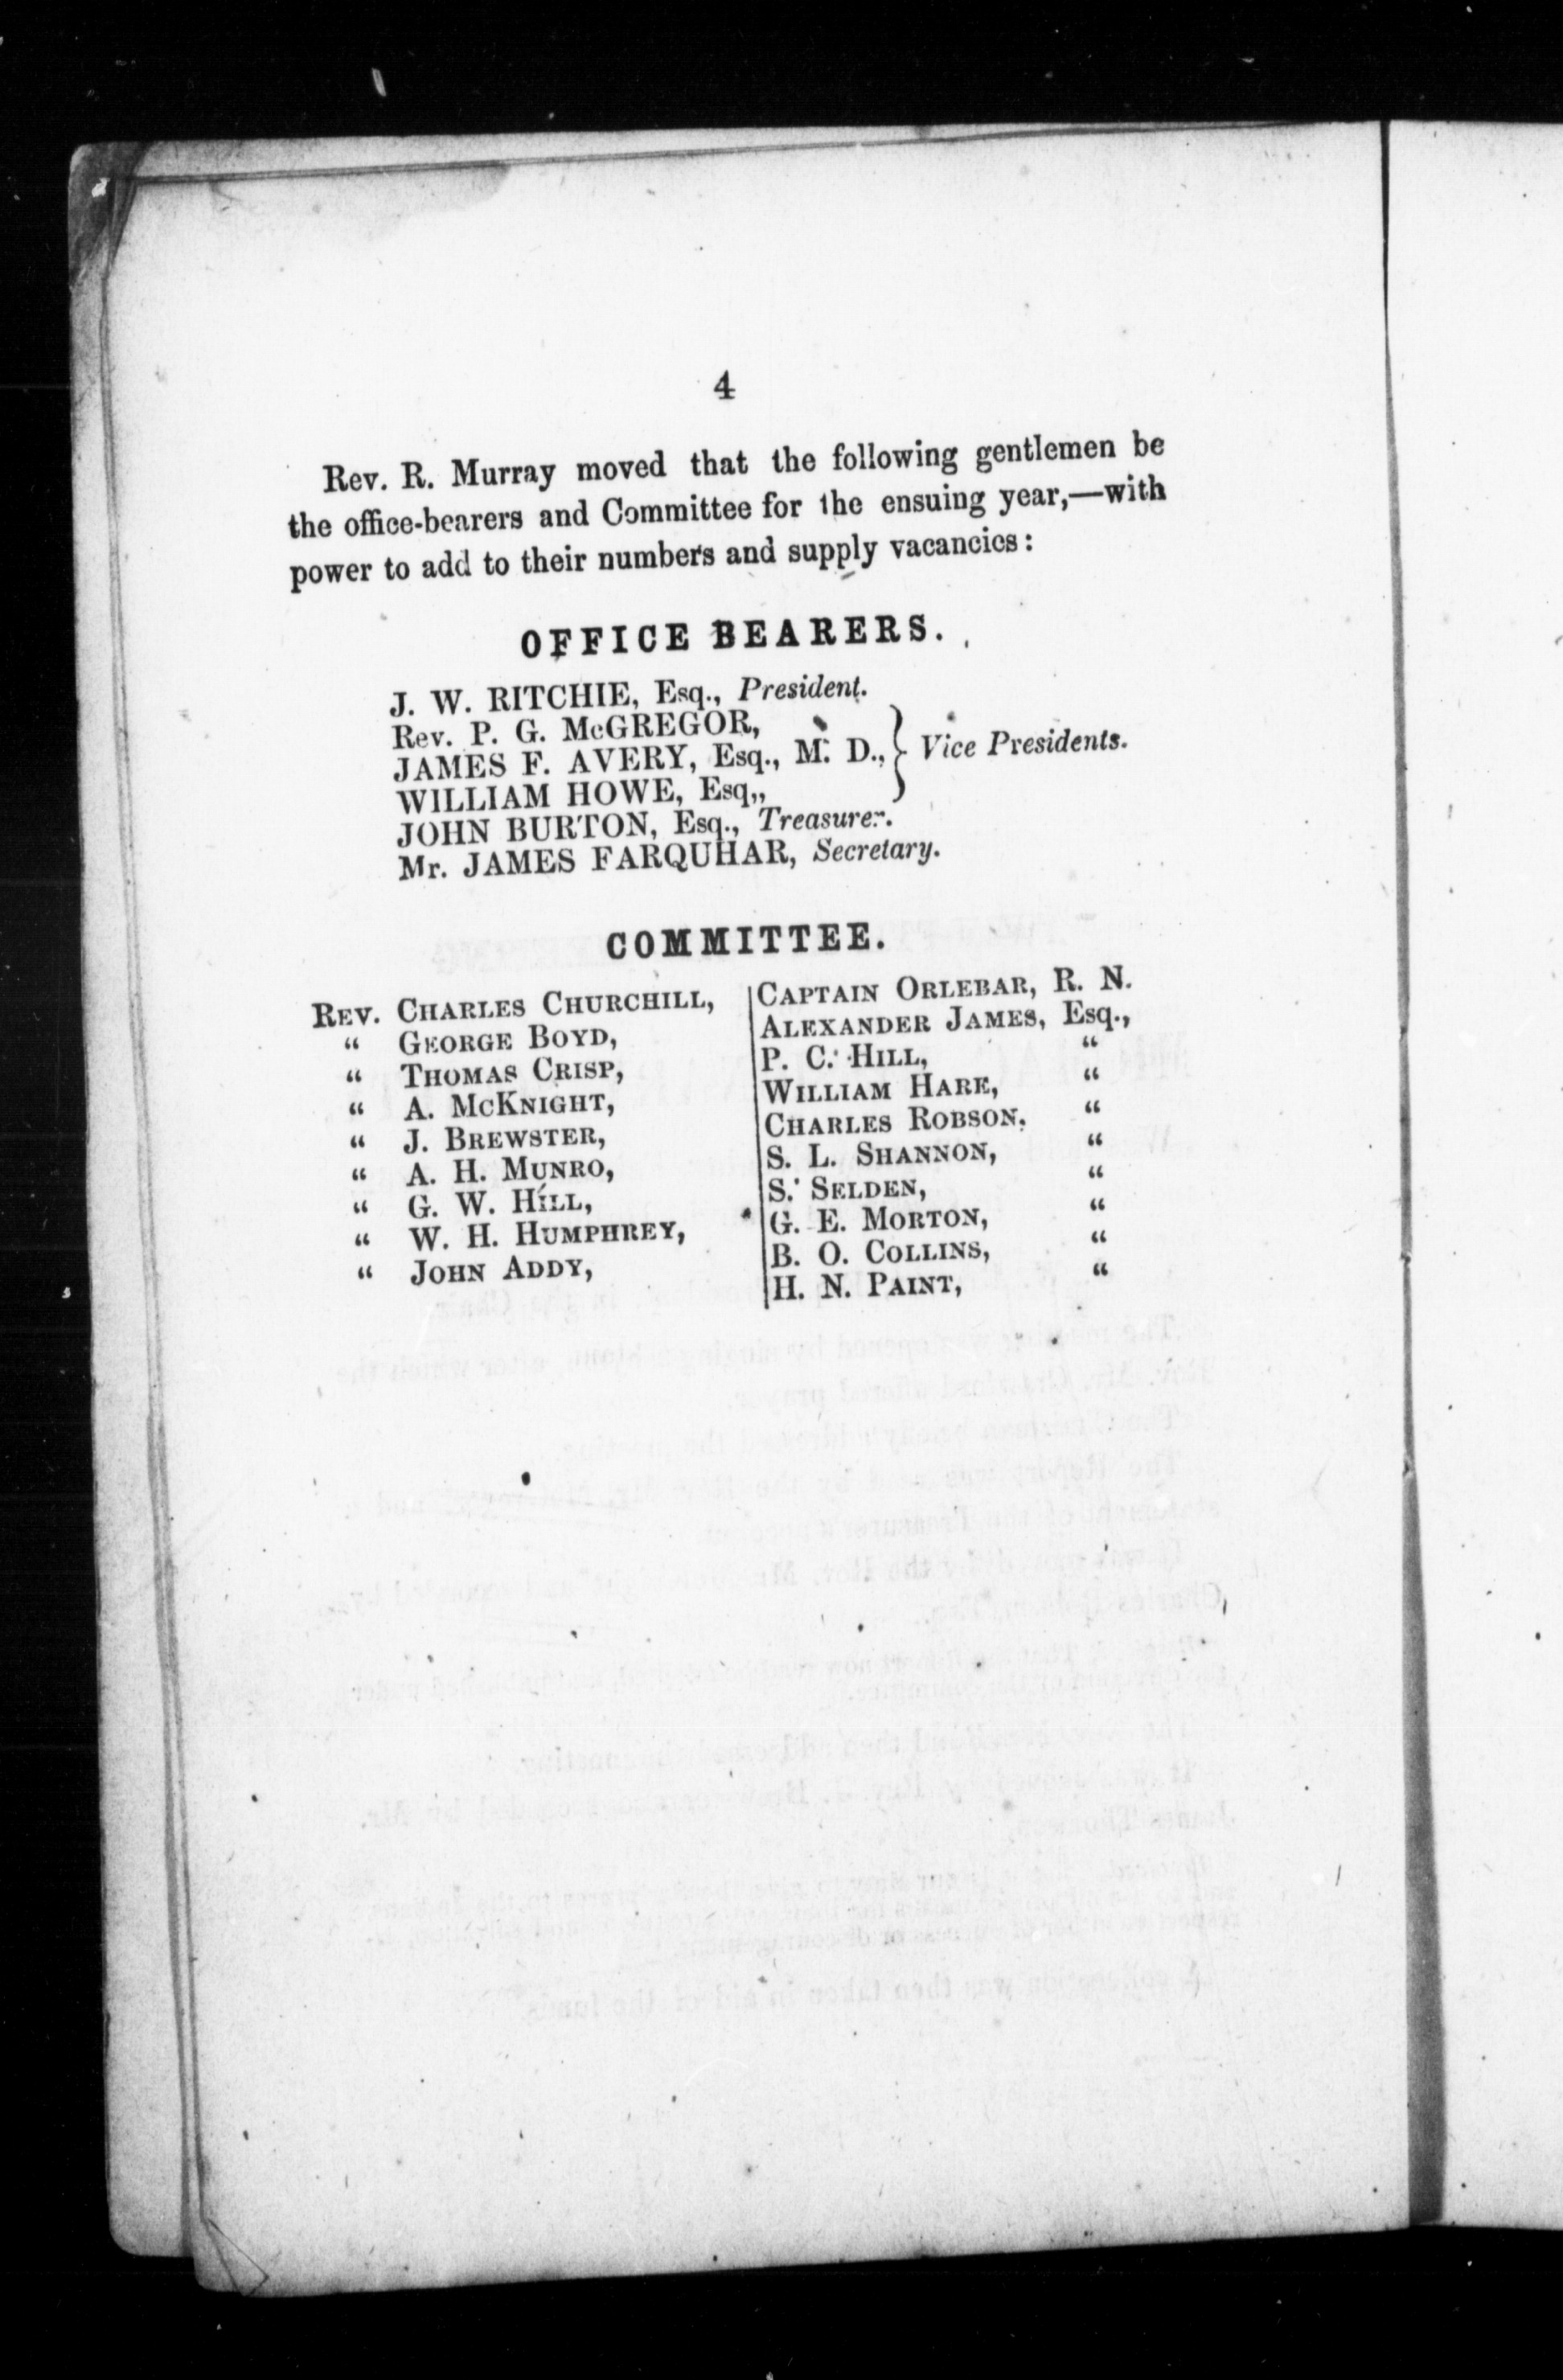 4
Rev. R. Murray moved that the following gentlemen be
the office-bearers and Committee for the ensuing year,—with
power to add to their numbers and supply vacancies:
OFFICE BEARERS.
J. W. RITCHIE, Esq., President.
Rev. P. G. McGREGOR,
JAMES F. AVERY, Esq., M. D., } Vice Presidents.
WILLIAM HOWE, Esq.,
JOHN BURTON, Esq., Treasurer.
Mr. JAMES FARQUHAR, Secretary.
COMMITTEE.
REV. CHARLES CHURCHILL,
“ GEORGE BOYD,
“ THOMAS CRISP,
“ A. MCKNIGHT,
“ J. BREWSTER,
“ A. H. MUNRO,
“ G. W. HILL,
“ W. H. HUMPHREY,
“ JOHN ADDY,
CAPTAIN ORLEBAR, R. N.
ALEXANDER JAMES, Esq.,
P. C. HILL, “
WILLIAM HARE, “
CHARLES ROBSON. “
S. L. SHANNON, “
S. SELDEN, “
G. E. MORTON, “
B. O. COLLINS, “
H. N. PAINT, “